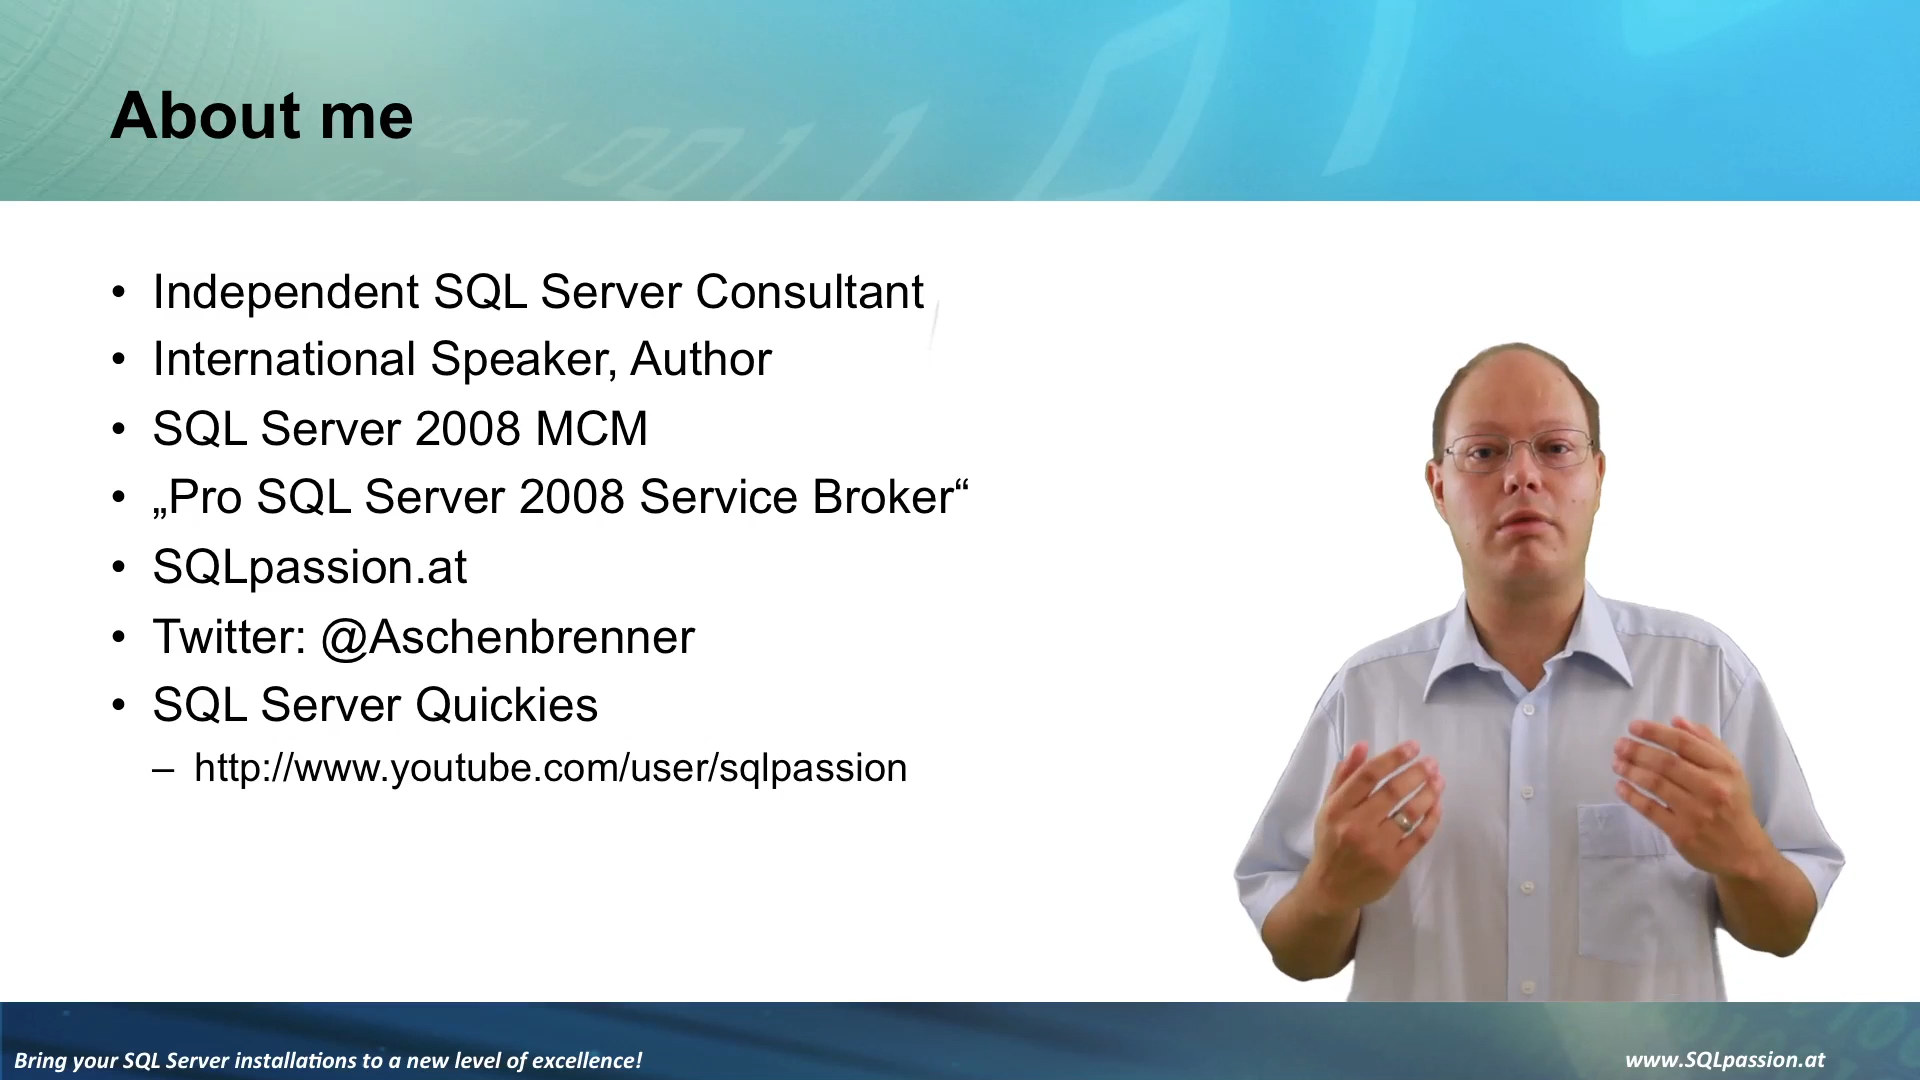 About me
• Independent SQL Server Consultant
• International Speaker, Author
• SQL Server 2008 MCM
• „Pro SQL Server 2008 Service Broker“
• SQLpassion.at
• Twitter: @Aschenbrenner
• SQL Server Quickies
– http://www.youtube.com/user/sqlpassion
Bring your SQL Server installations to a new level of excellence!
www.SQLpassion.at